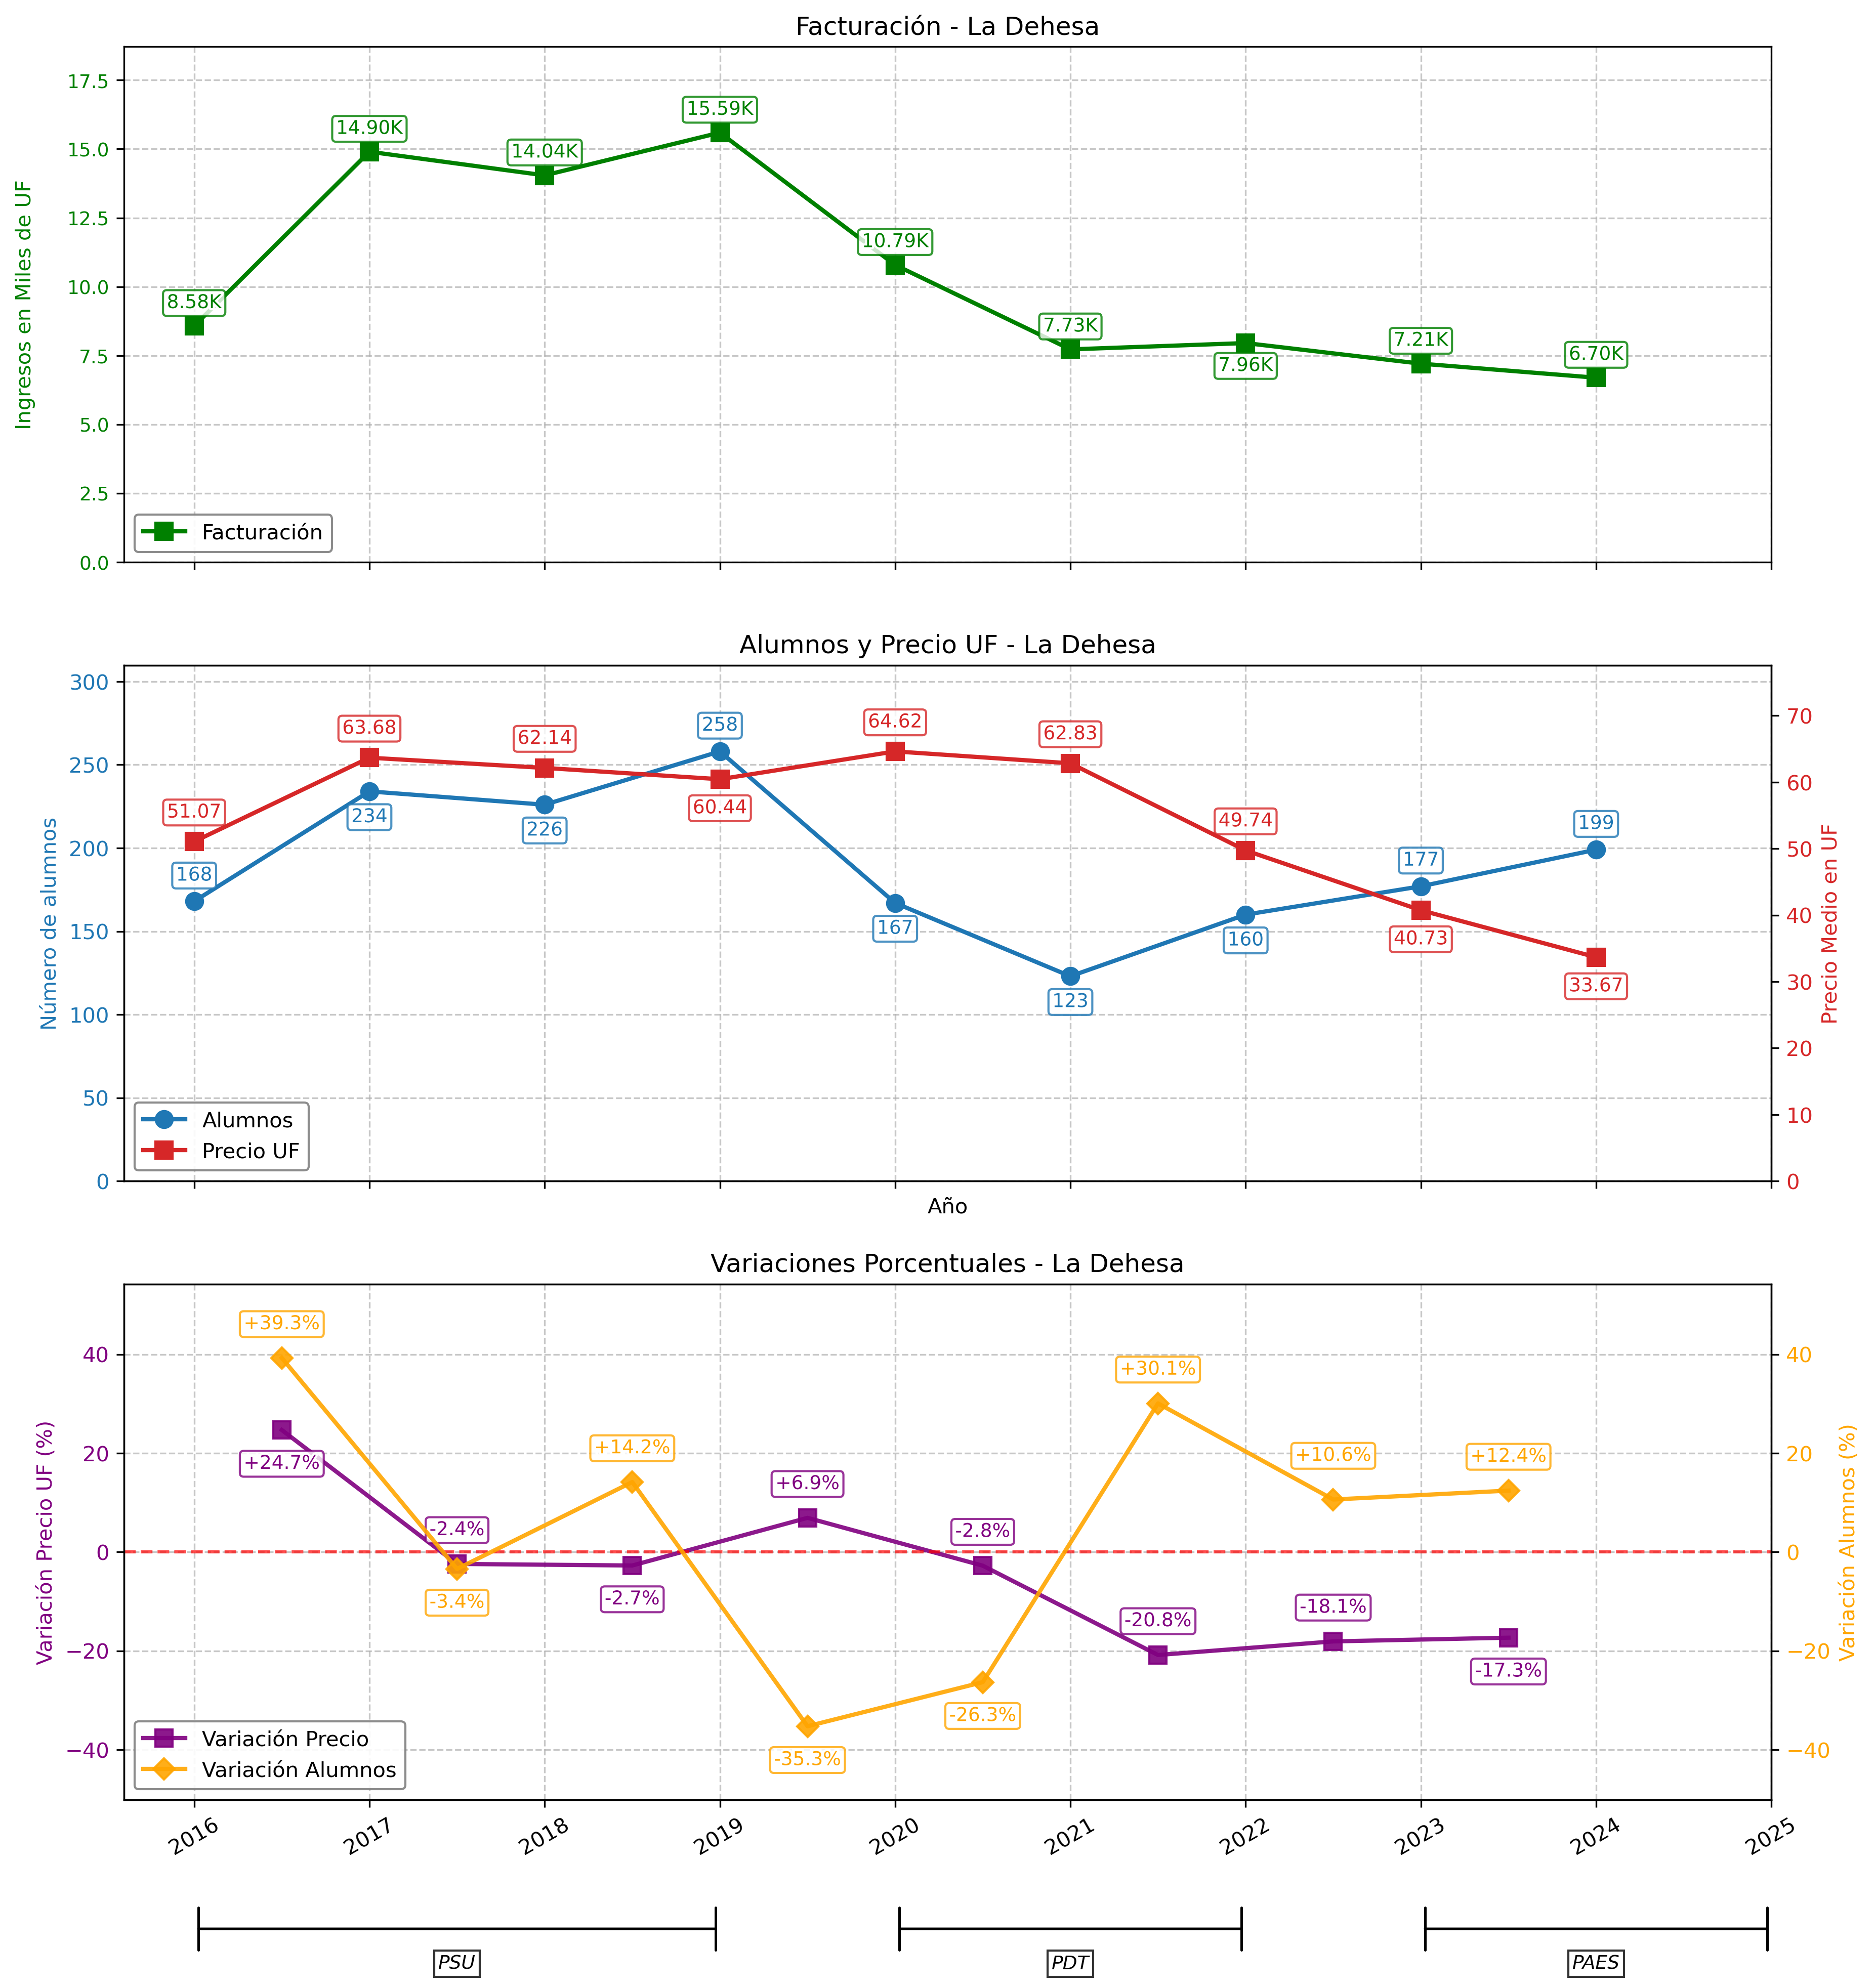 Facturación - La Dehesa
Ingresos en Miles de UF
17.5
15.0
12.5
10.0
7.5
5.0
2.5
0.0
8.58K
14.90K
14.04K
15.59K
10.79K
7.73K
7.96K
7.21K
6.70K
Facturación
Alumnos y Precio UF - La Dehesa
Número de alumnos
300
250
200
150
100
50
0
51.07
63.68
62.14
60.44
64.62
62.83
49.74
40.73
33.67
168
234
226
258
167
123
160
177
199
Precio Medio en UF
70
60
50
40
30
20
10
0
Alumnos
Precio UF
Año
Variaciones Porcentuales - La Dehesa
Variación Precio UF (%)
40
20
0
−20
−40
+39.3%
-3.4%
+14.2%
-35.3%
-26.3%
+30.1%
+10.6%
+12.4%
+24.7%
-2.4%
-2.7%
+6.9%
-2.8%
-20.8%
-18.1%
-17.3%
Variación Alumnos (%)
40
20
0
−20
−40
Variación Precio
Variación Alumnos
2016
2017
2018
2019
2020
2021
2022
2023
2024
2025
PSU
PDT
PAES